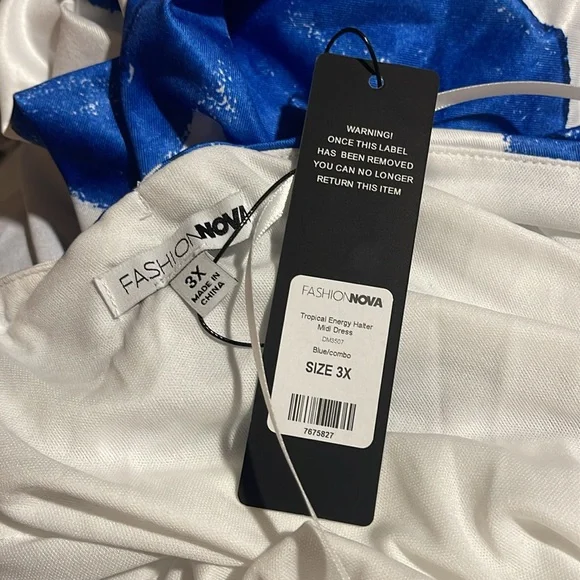 WARNING!
ONCE THIS LABEL
HAS BEEN REMOVED
YOU CAN NO LONGER
RETURN THIS ITEM
FASHIONNOVA
Tropical Energy Halter
Midi Dress
DM3507
Blue/combo
SIZE 3X
7675827
FASHIONNOVA
3X
MADE IN
CHINA